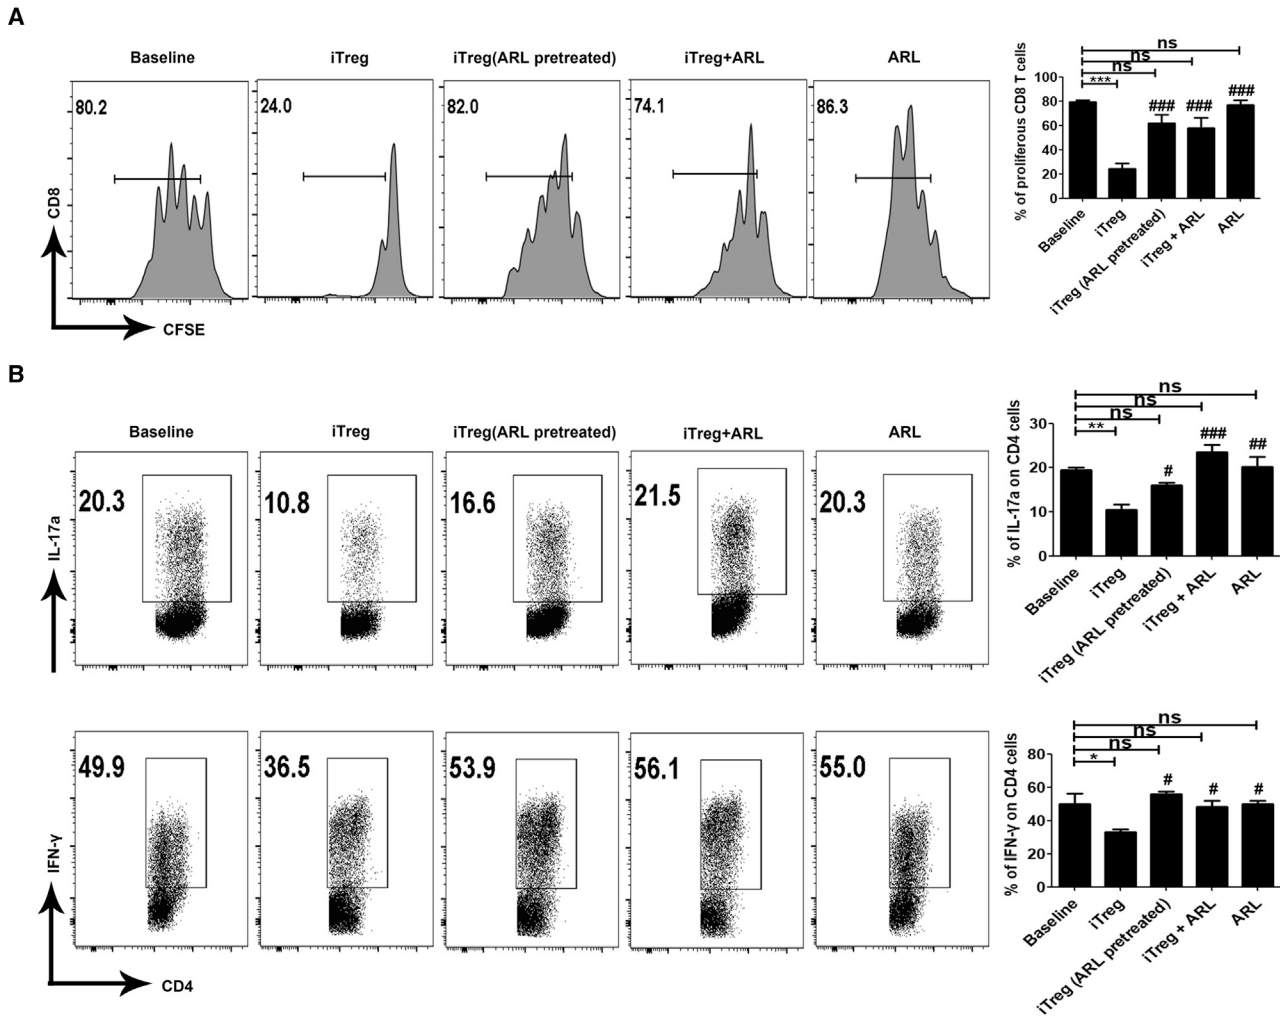 A
Baseline
iTreg
iTreg(ARL pretreated)
iTreg+ARL
ARL
80.2
24.0
82.0
74.1
86.3
CD8
CFSE
ns
ns
ns
***
###
###
###
% of proliferous CD8 T cells
100
80
60
40
20
0
Baseline
iTreg
iTreg (ARL pretreated)
iTreg + ARL
ARL
B
Baseline
iTreg
iTreg(ARL pretreated)
iTreg+ARL
ARL
20.3
10.8
16.6
21.5
20.3
IL-17a
ns
ns
ns
**
#
###
##
% of IL-17a on CD4 cells
30
20
10
0
Baseline
iTreg
iTreg (ARL pretreated)
iTreg + ARL
ARL
49.9
36.5
53.9
56.1
55.0
IFN-γ
CD4
ns
ns
ns
*
#
#
#
% of IFN-γ on CD4 cells
80
60
40
20
0
Baseline
iTreg
iTreg (ARL pretreated)
iTreg + ARL
ARL